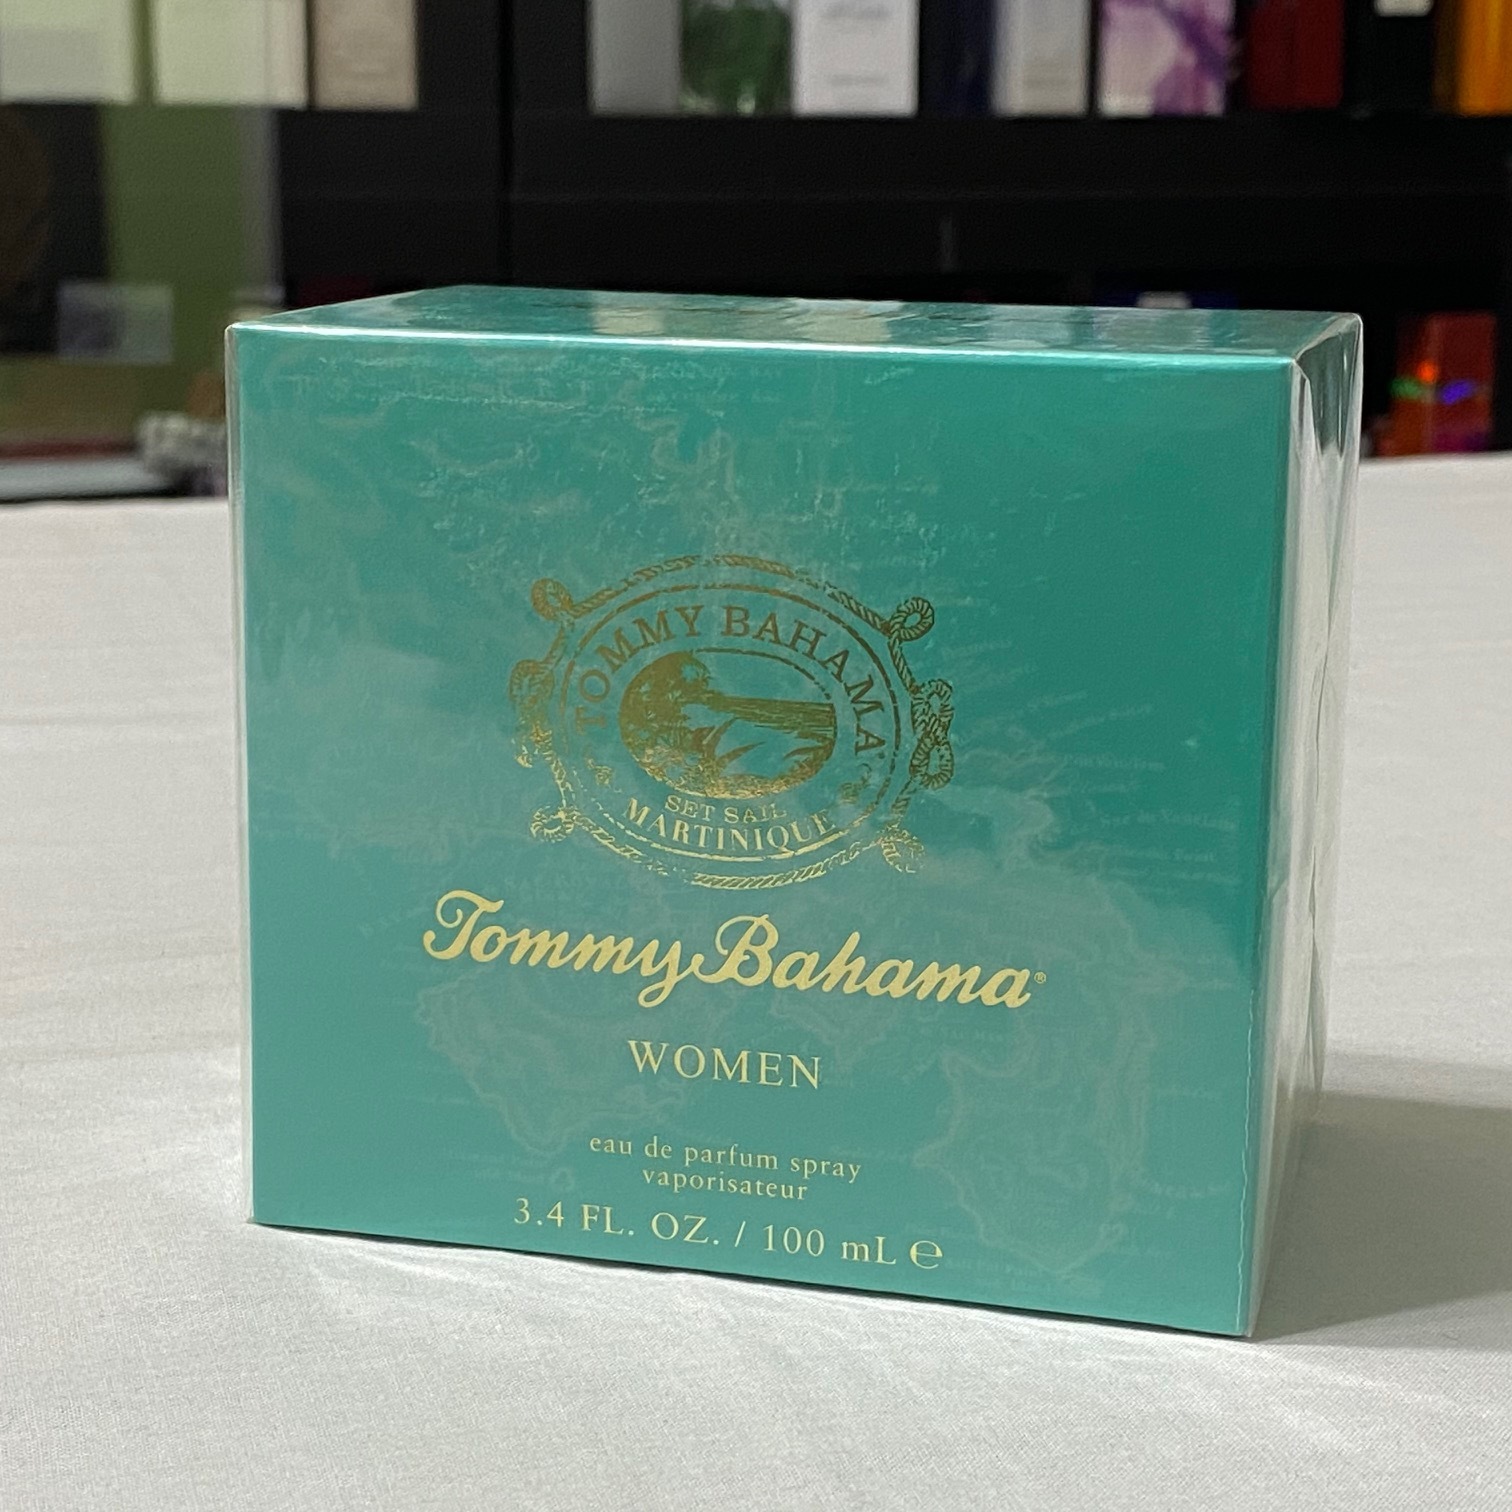 TOMMY BAHAMA
SET SAIL
MARTINIQUE
Tommy Bahama®
WOMEN
eau de parfum spray
vaporisateur
3.4 FL. OZ. / 100 mL ℮